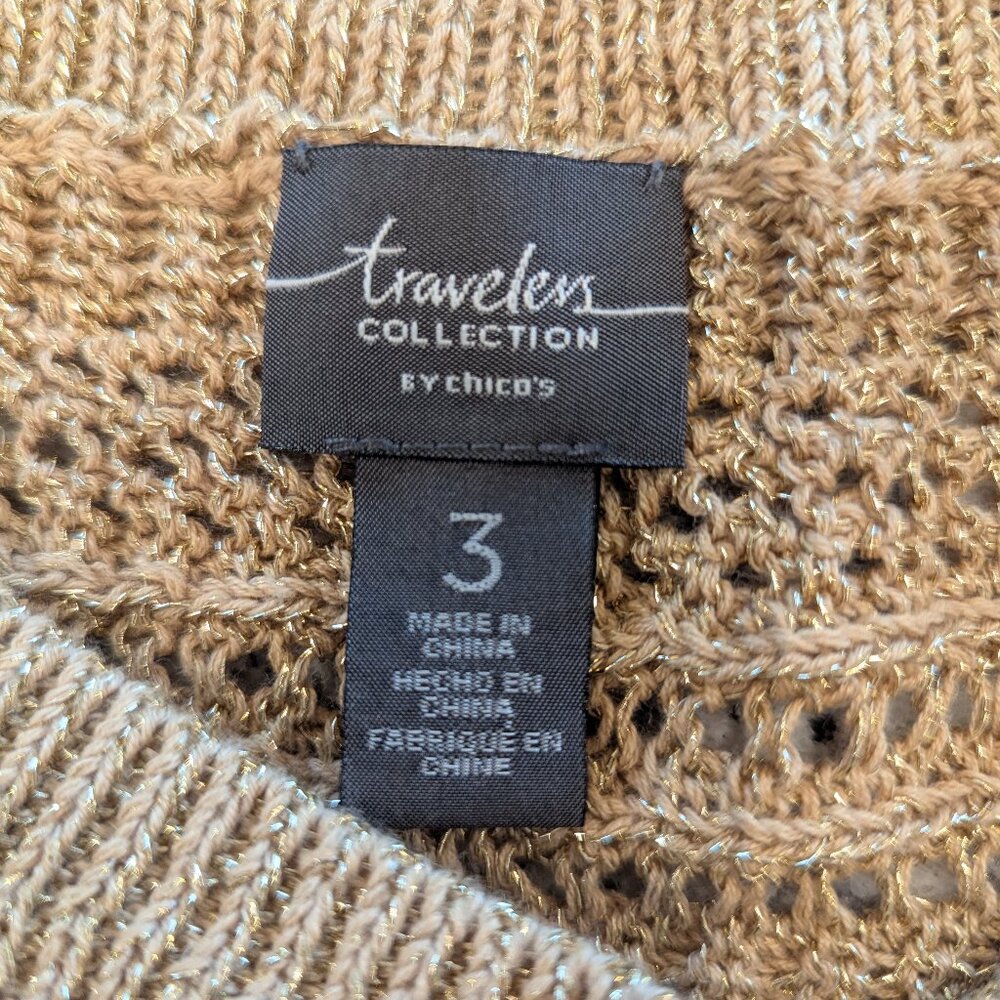 travelers
COLLECTION
BY chico's
3
MADE IN
CHINA
HECHO EN
CHINA
FABRIQUÉ EN
CHINE